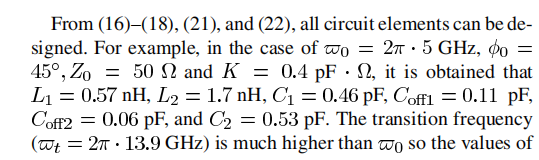 From (16)–(18), (21), and (22), all circuit elements can be de-
signed. For example, in the case of ϖ₀ = 2π · 5 GHz, ϕ₀ =
45°, Z₀ = 50 Ω and K = 0.4 pF · Ω, it is obtained that
L₁ = 0.57 nH, L₂ = 1.7 nH, C₁ = 0.46 pF, C_off1 = 0.11 pF,
C_off2 = 0.06 pF, and C₂ = 0.53 pF. The transition frequency
(ϖₜ = 2π · 13.9 GHz) is much higher than ϖ₀ so the values of